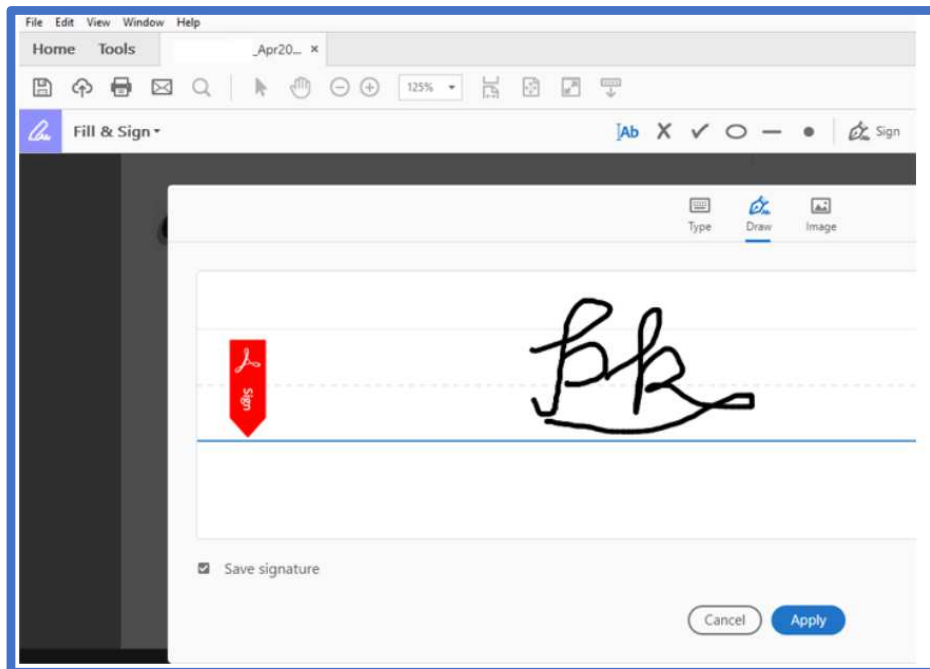 File Edit View Window Help
Home Tools _Apr20... ×
125%
Fill & Sign
Ab Sign
Type Draw Image
Sign
Save signature
Cancel Apply